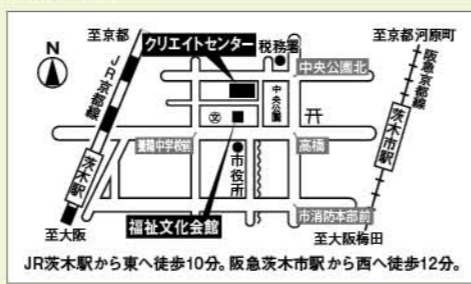 至京都
クリエイトセンター
税務署
至京都河原町
N
JR京都線
中央公園北
阪急京都線
中央公園
文
養精中学校前
高橋
茨木駅
市役所
茨木市駅
市消防本部前
至大阪
福祉文化会館
至大阪梅田
JR茨木駅から東へ徒歩10分。阪急茨木市駅から西へ徒歩12分。